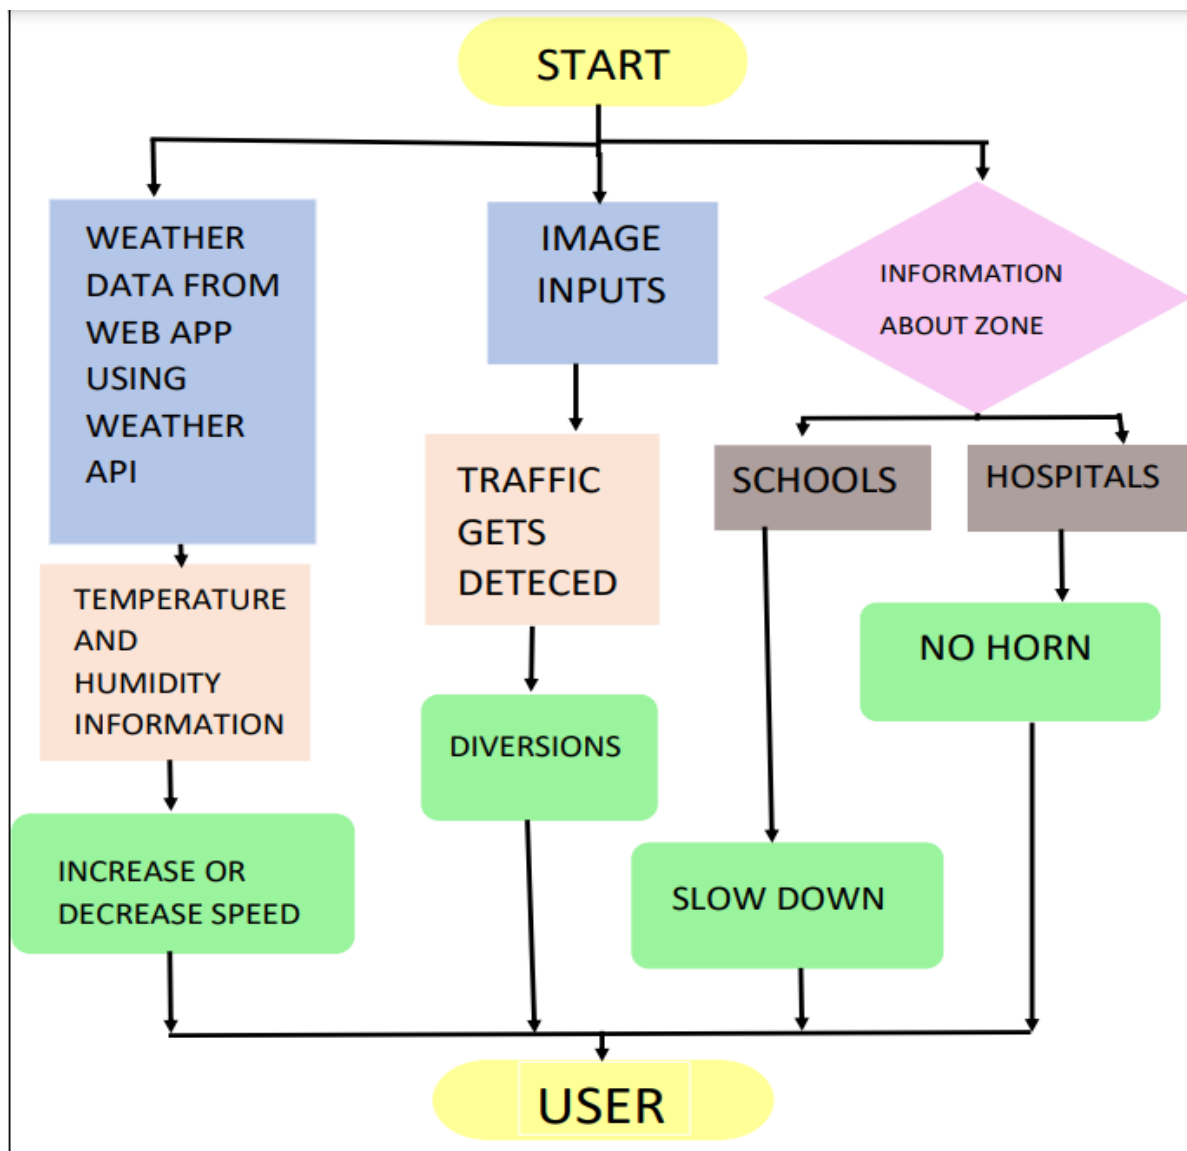 START
WEATHER
DATA FROM
WEB APP
USING
WEATHER
API
IMAGE
INPUTS
INFORMATION
ABOUT ZONE
TRAFFIC
GETS
DETECED
SCHOOLS
HOSPITALS
TEMPERATURE
AND
HUMIDITY
INFORMATION
NO HORN
DIVERSIONS
INCREASE OR
DECREASE SPEED
SLOW DOWN
USER